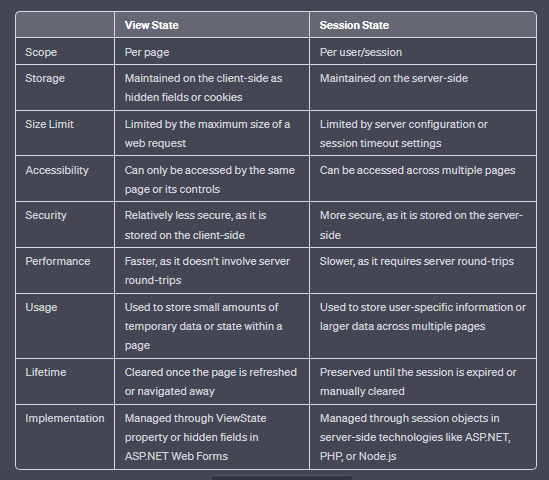 View State Session State
Scope Per page Per user/session
Storage Maintained on the client-side as Maintained on the server-side
hidden fields or cookies
Size Limit Limited by the maximum size of a Limited by server configuration or
web request session timeout settings
Accessibility Can only be accessed by the same Can be accessed across multiple pages
page or its controls
Security Relatively less secure, as it is More secure, as it is stored on the server-
stored on the client-side side
Performance Faster, as it doesn't involve server Slower, as it requires server round-trips
round-trips
Usage Used to store small amounts of Used to store user-specific information or
temporary data or state within a larger data across multiple pages
page
Lifetime Cleared once the page is refreshed Preserved until the session is expired or
or navigated away manually cleared
Implementation Managed through ViewState Managed through session objects in
property or hidden fields in server-side technologies like ASP.NET,
ASP.NET Web Forms PHP, or Node.js